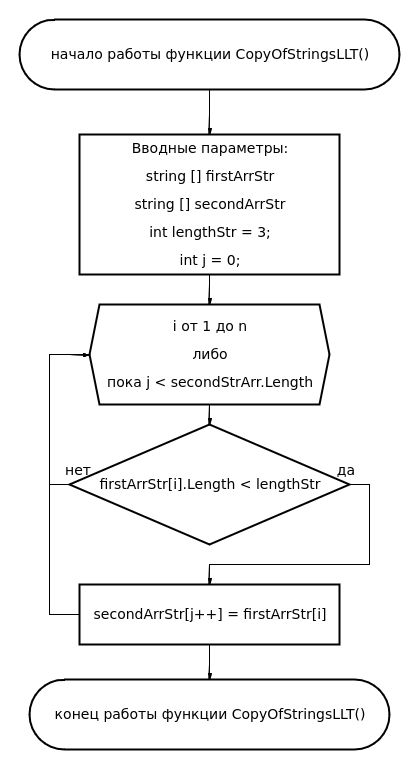 начало работы функции CopyOfStringsLLT()
Вводные параметры:
string [] firstArrStr
string [] secondArrStr
int lengthStr = 3;
int j = 0;
i от 1 до n
либо
пока j < secondStrArr.Length
нет
да
firstArrStr[i].Length < lengthStr
secondArrStr[j++] = firstArrStr[i]
конец работы функции CopyOfStringsLLT()